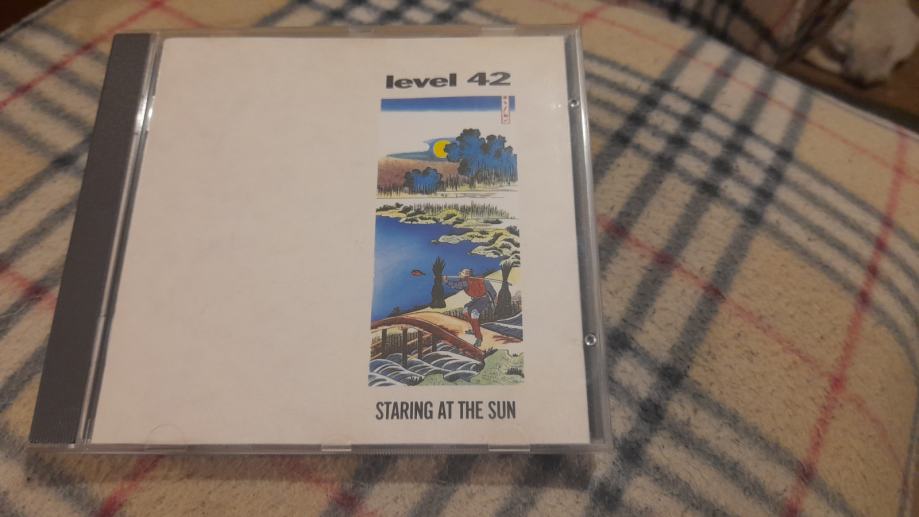 level 42
STARING AT THE SUN